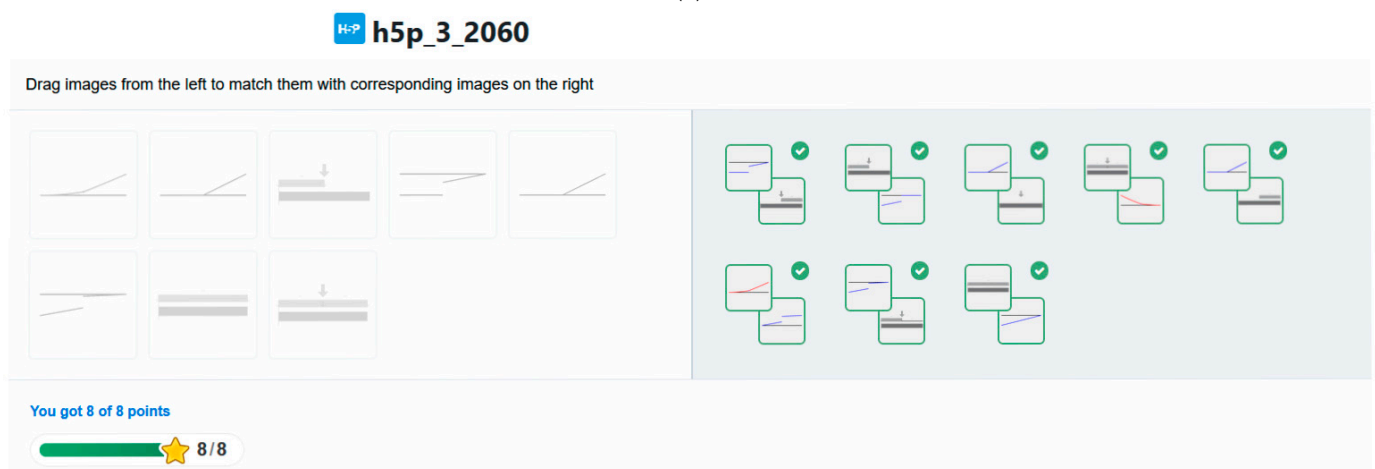 H-P h5p_3_2060
Drag images from the left to match them with corresponding images on the right
You got 8 of 8 points
8/8